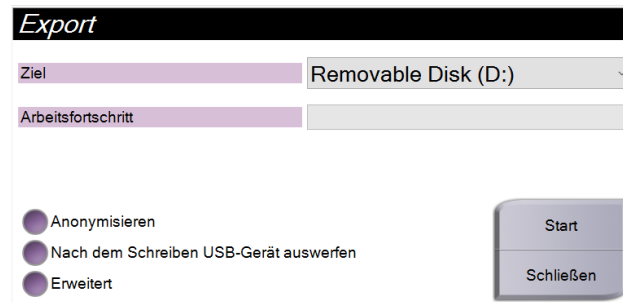 Export
Ziel
Removable Disk (D:)
Arbeitsfortschritt
Anonymisieren
Nach dem Schreiben USB-Gerät auswerfen
Erweitert
Start
Schließen